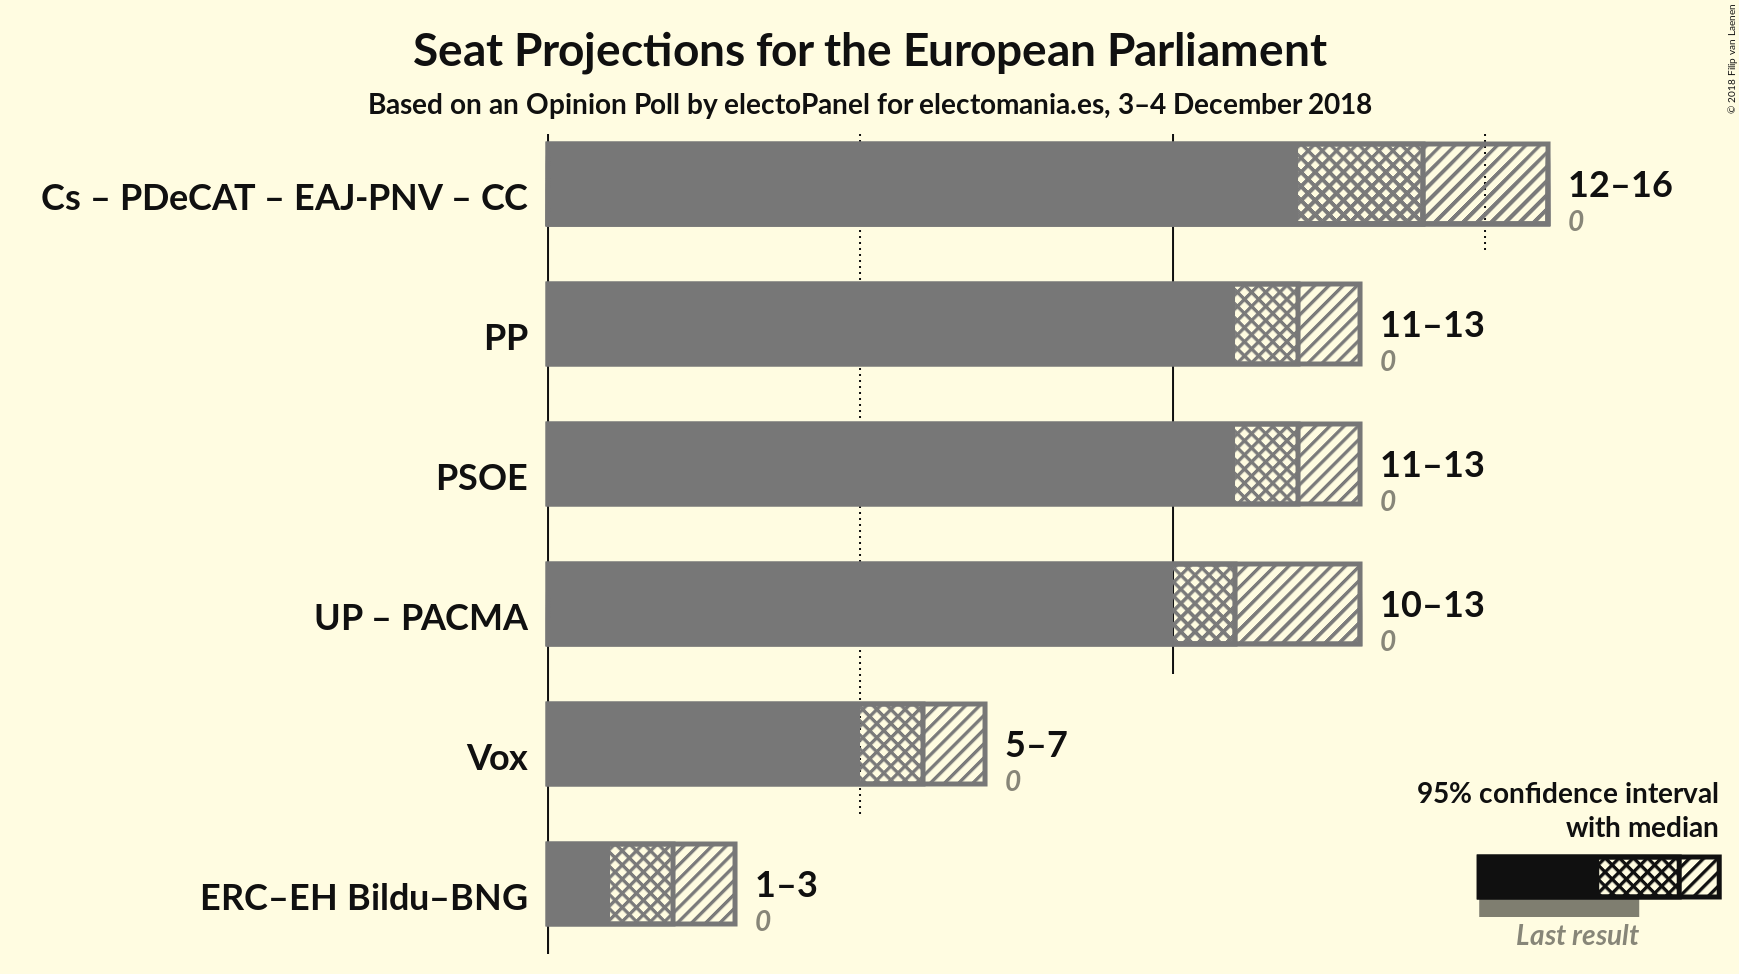 Seat Projections for the European Parliament
Based on an Opinion Poll by electoPanel for electomania.es, 3–4 December 2018
© 2018 Filip van Laenen
Cs – PDeCAT – EAJ-PNV – CC
12–16
0
PP
11–13
0
PSOE
11–13
0
UP – PACMA
10–13
0
Vox
5–7
0
ERC–EH Bildu–BNG
1–3
0
95% confidence interval
with median
Last result